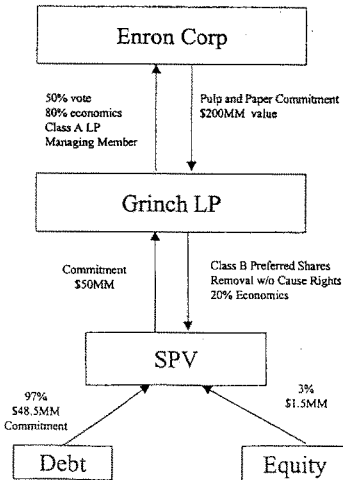 Enron Corp
50% vote
80% economics
Class A LP
Managing Member
Pulp and Paper Commitment
$200MM value
Grinch LP
Commitment
$50MM
Class B Preferred Shares
Removal w/o Cause Rights
20% Economics
SPV
97%
$48.5MM
Commitment
3%
$1.5MM
Debt
Equity